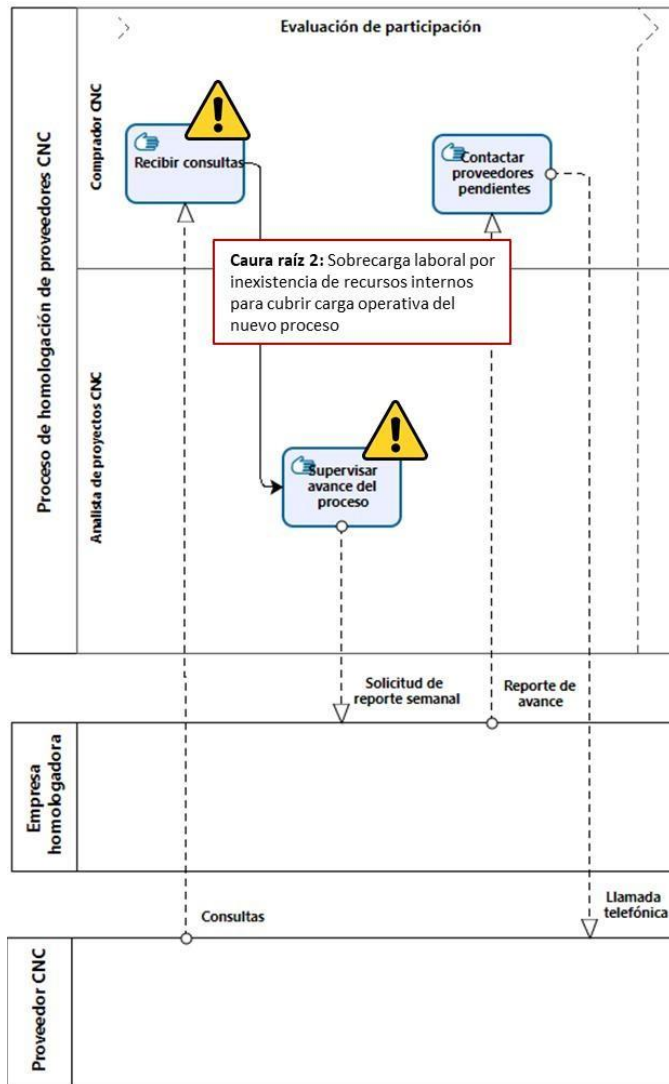 Evaluación de participación
Proceso de homologación de proveedores CNC
Comprador CNC
Recibir consultas
Contactar
proveedores
pendientes
Caura raíz 2: Sobrecarga laboral por
inexistencia de recursos internos
para cubrir carga operativa del
nuevo proceso
Analista de proyectos CNC
Supervisar
avance del
proceso
Solicitud de
reporte semanal
Reporte de
avance
Empresa
homologadora
Consultas
Llamada
telefónica
Proveedor CNC